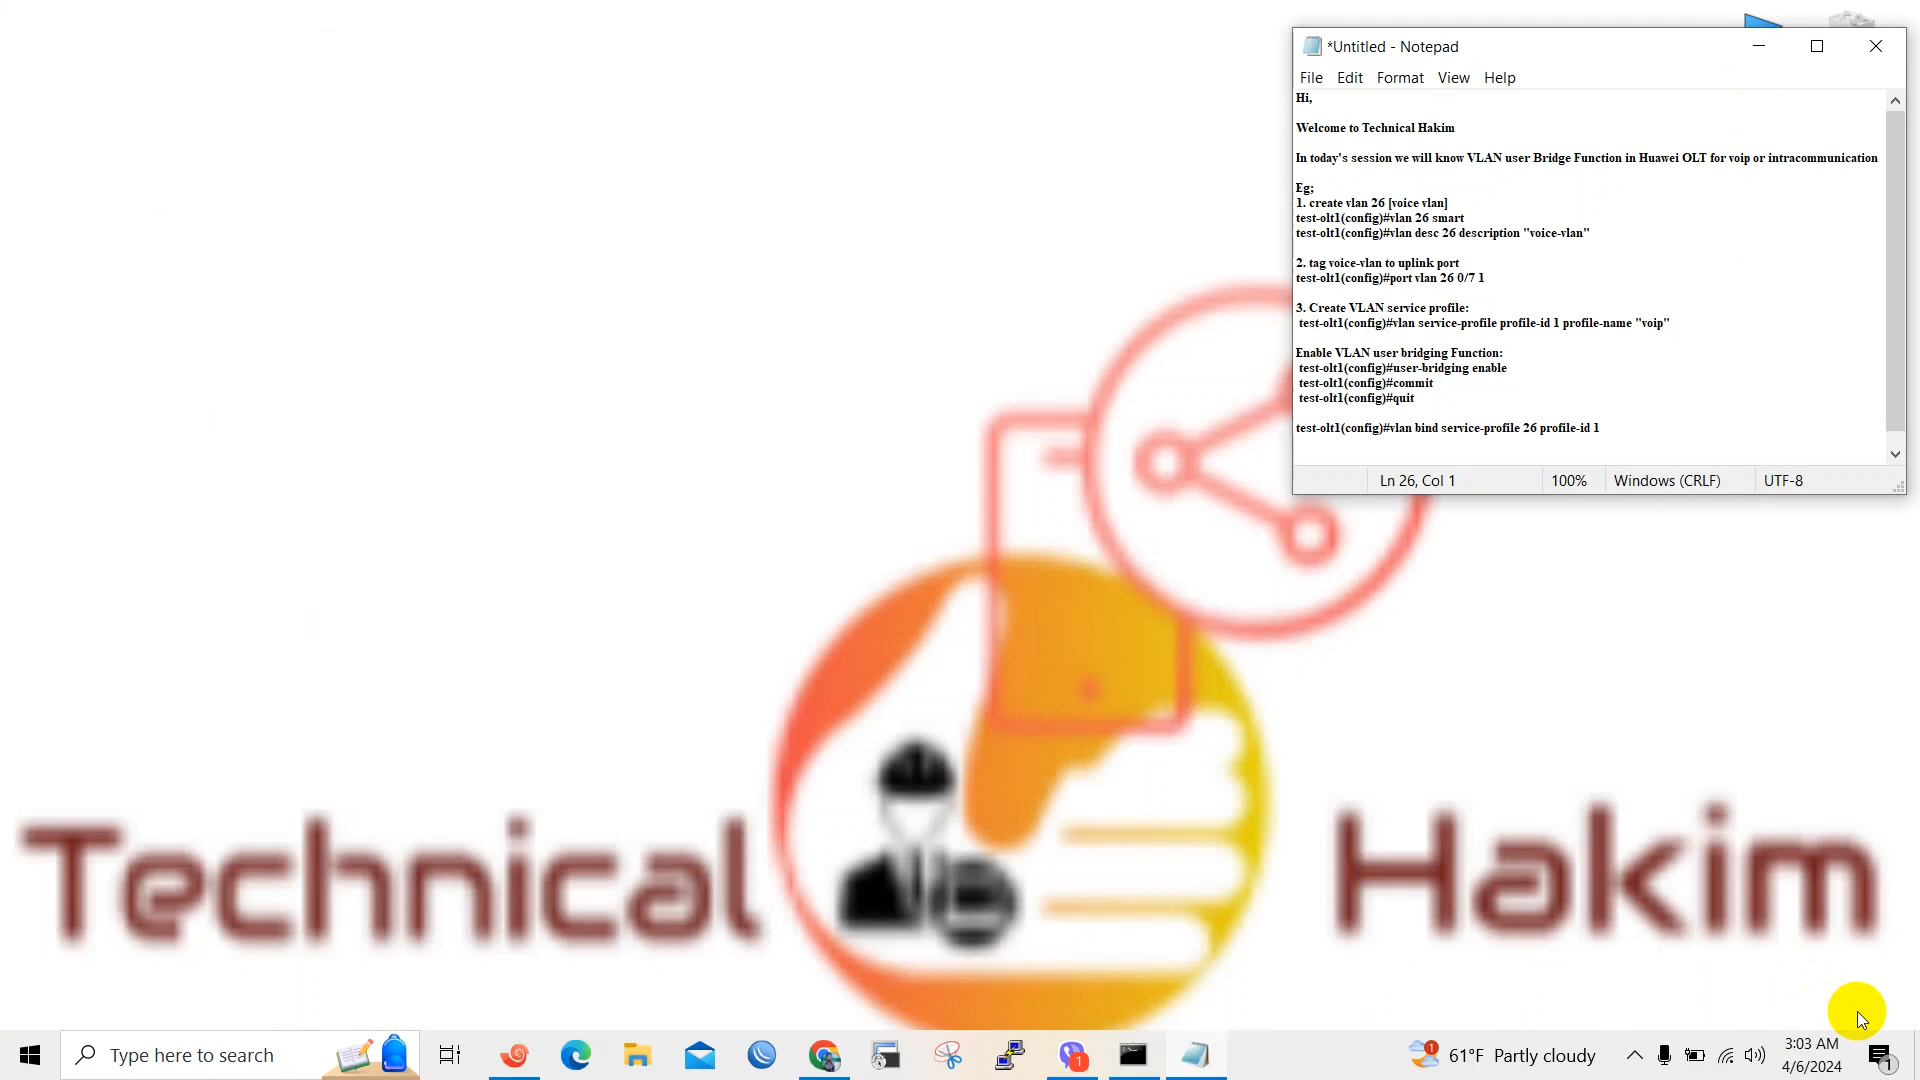 *Untitled - Notepad
File Edit Format View Help
Hi,
Welcome to Technical Hakim
In today's session we will know VLAN user Bridge Function in Huawei OLT for voip or intracommunication
Eg;
1. create vlan 26 [voice vlan]
test-olt1(config)#vlan 26 smart
test-olt1(config)#vlan desc 26 description "voice-vlan"
2. tag voice-vlan to uplink port
test-olt1(config)#port vlan 26 0/7 1
3. Create VLAN service profile:
test-olt1(config)#vlan service-profile profile-id 1 profile-name "voip"
Enable VLAN user bridging Function:
test-olt1(config)#user-bridging enable
test-olt1(config)#commit
test-olt1(config)#quit
test-olt1(config)#vlan bind service-profile 26 profile-id 1
Ln 26, Col 1 100% Windows (CRLF) UTF-8
Technical Hakim
Type here to search
1
1
61°F Partly cloudy
3:03 AM
4/6/2024
1